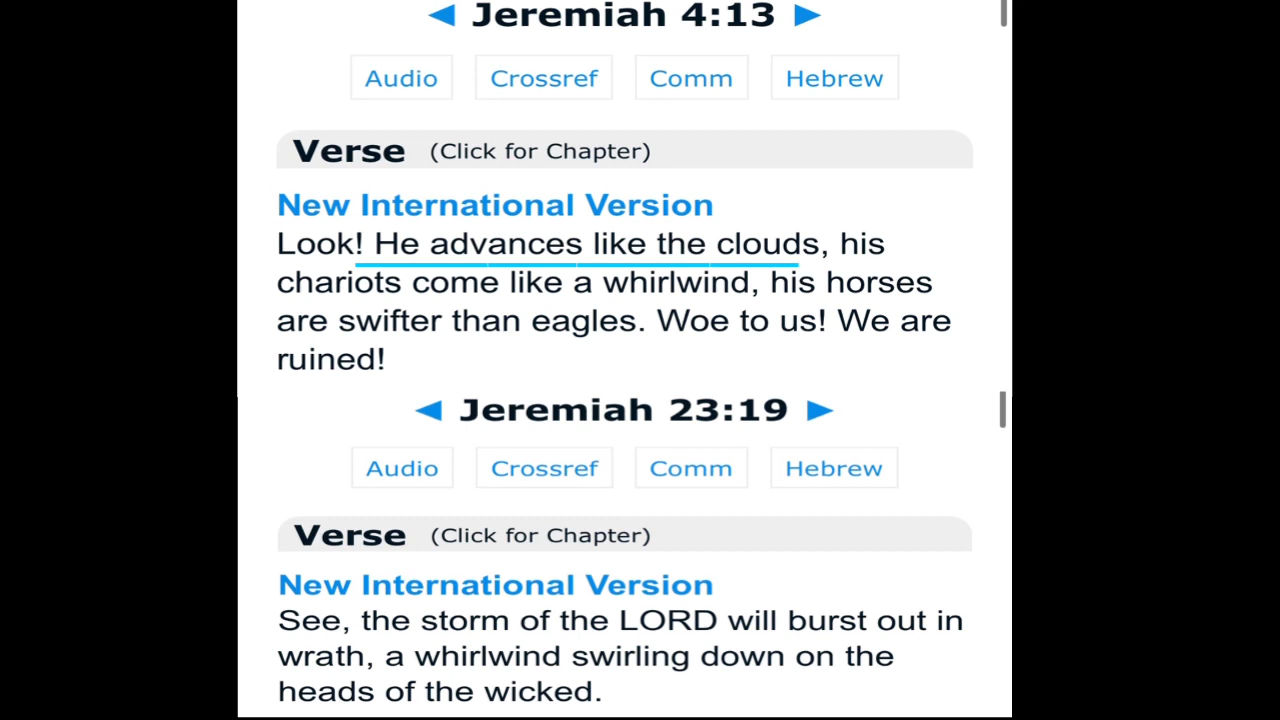 ◀ Jeremiah 4:13 ▶
Audio Crossref Comm Hebrew
Verse (Click for Chapter)
New International Version
Look! He advances like the clouds, his
chariots come like a whirlwind, his horses
are swifter than eagles. Woe to us! We are
ruined!
◀ Jeremiah 23:19 ▶
Audio Crossref Comm Hebrew
Verse (Click for Chapter)
New International Version
See, the storm of the LORD will burst out in
wrath, a whirlwind swirling down on the
heads of the wicked.